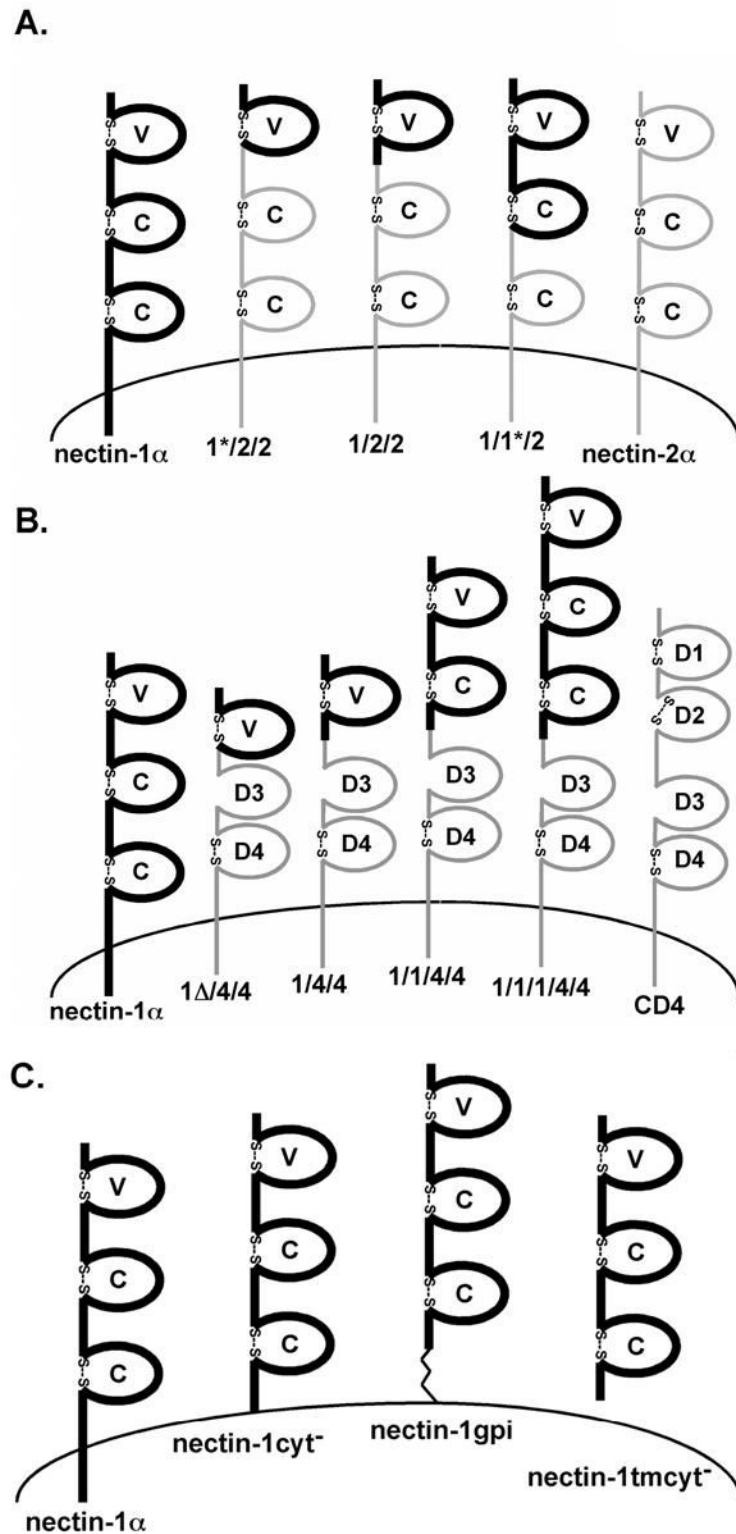 A.
V V V V V
C C C C C
C C C C C
S S
nectin-1α 1*/2/2 1/2/2 1/1*/2 nectin-2α
B.
V
V C
V V V C C D1
C D3 D3 D3 D3 D2
C D4 D4 D4 D4 D3
D4
S S
nectin-1α 1Δ/4/4 1/4/4 1/1/4/4 1/1/1/4/4 CD4
C.
V V V V
C C C C
C C C C
S S
nectin-1α nectin-1cyt⁻ nectin-1gpi nectin-1tmcyt⁻